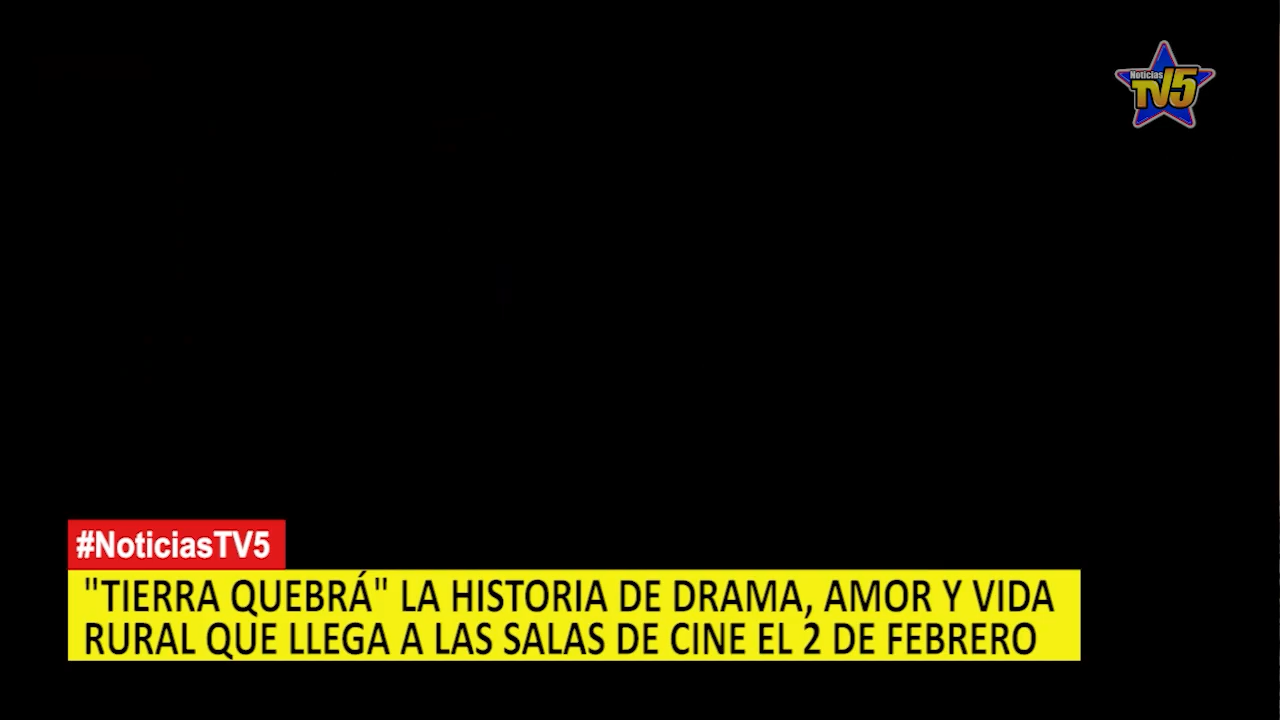 Noticias
TV5
#NoticiasTV5
"TIERRA QUEBRÁ" LA HISTORIA DE DRAMA, AMOR Y VIDA
RURAL QUE LLEGA A LAS SALAS DE CINE EL 2 DE FEBRERO